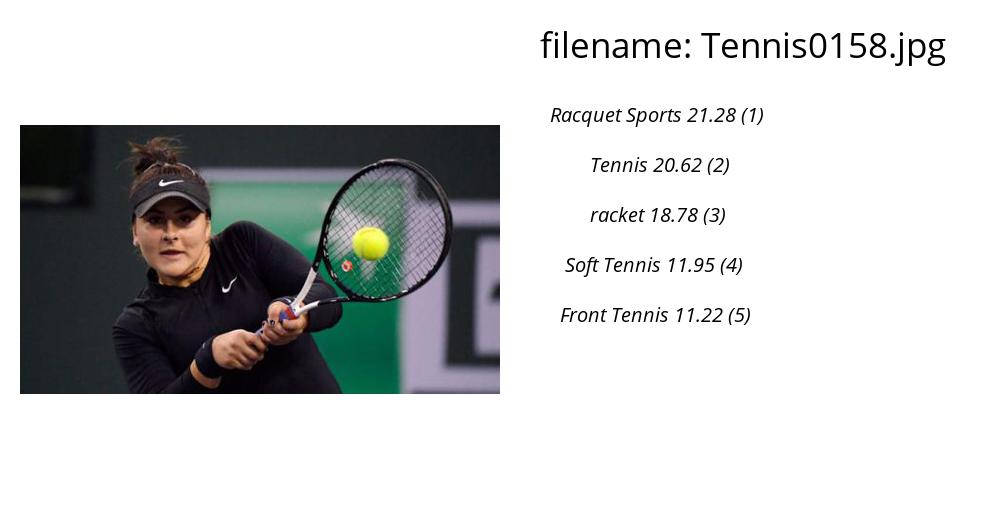 filename: Tennis0158.jpg
Racquet Sports 21.28 (1)
Tennis 20.62 (2)
racket 18.78 (3)
Soft Tennis 11.95 (4)
Front Tennis 11.22 (5)